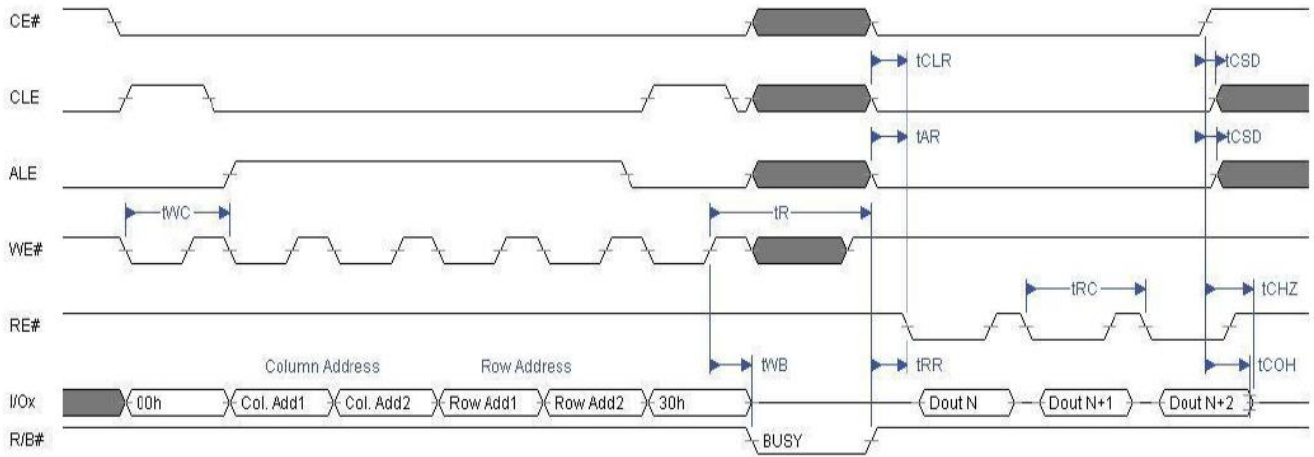 CE#
tCLR
tCSD
CLE
tAR
tCSD
ALE
tWC
tR
WE#
tRC
tCHZ
RE#
Column Address
Row Address
tWB
tRR
tCOH
I/Ox
00h
Col. Add1
Col. Add2
Row Add1
Row Add2
30h
Dout N
Dout N+1
Dout N+2
R/B#
BUSY